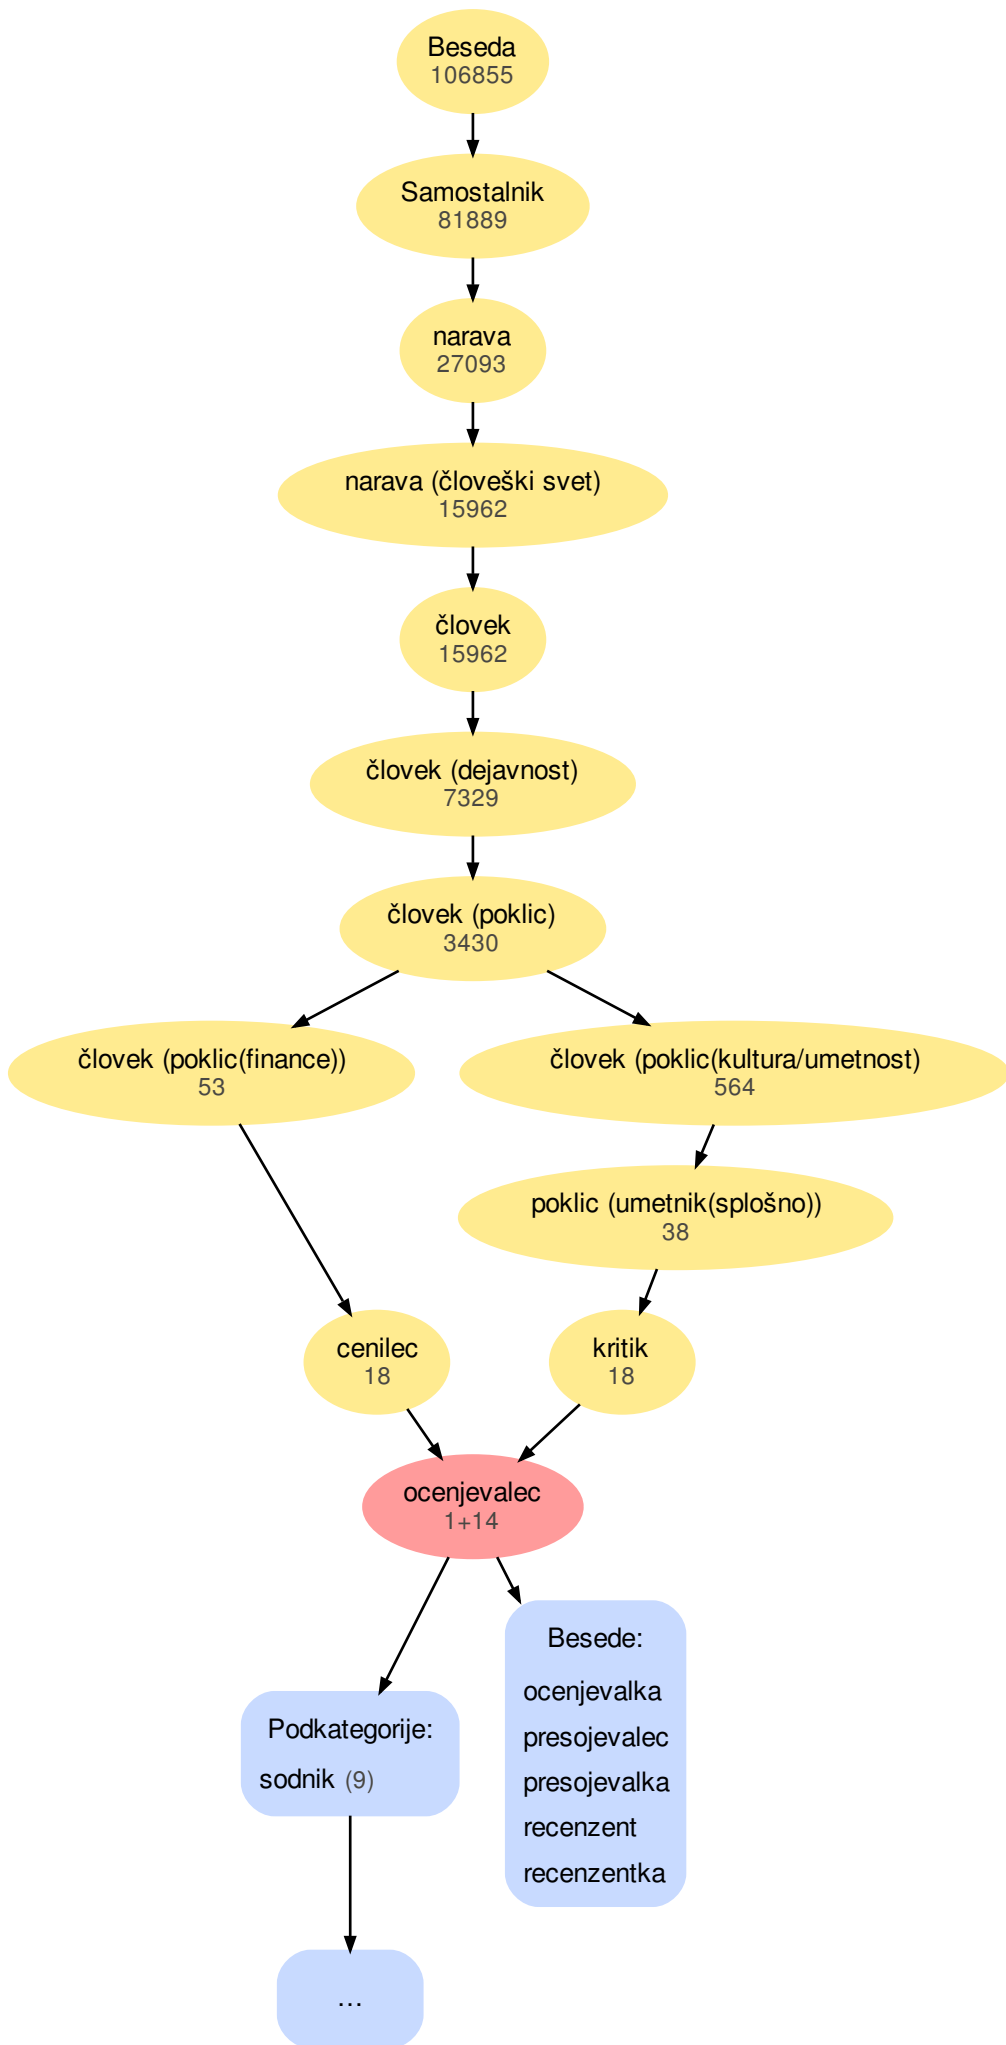 Beseda
106855
Samostalnik
81889
narava
27093
narava (človeški svet)
15962
človek
15962
človek (dejavnost)
7329
človek (poklic)
3430
človek (poklic(finance))
53
človek (poklic(kultura/umetnost)
564
poklic (umetnik(splošno))
38
cenilec
18
kritik
18
ocenjevalec
1+14
Besede:
ocenjevalka
presojevalec
presojevalka
recenzent
recenzentka
Podkategorije:
sodnik (9)
...